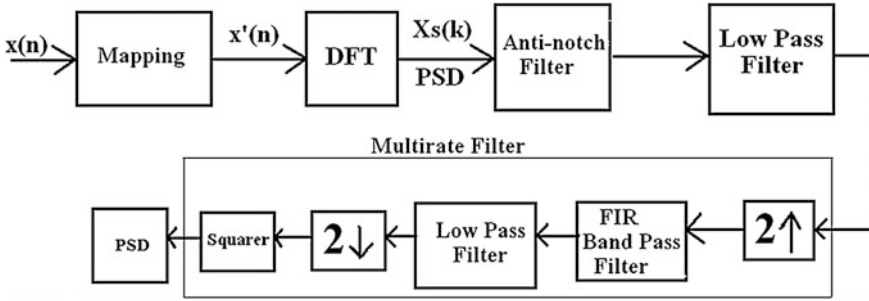 x(n)
Mapping
x'(n)
DFT
Xs(k)
PSD
Anti-notch
Filter
Low Pass
Filter
Multirate Filter
PSD
Squarer
2↓
Low Pass
Filter
FIR
Band Pass
Filter
2↑